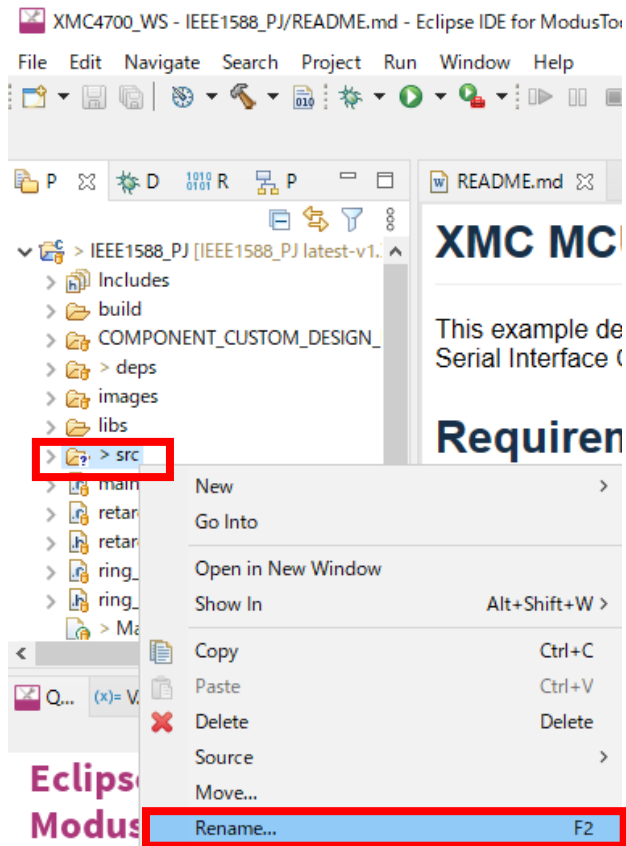 XMC4700_WS - IEEE1588_PJ/README.md - Eclipse IDE for ModusToo
File Edit Navigate Search Project Run Window Help
P D R P
README.md
> IEEE1588_PJ [IEEE1588_PJ latest-v1.
Includes
build
COMPONENT_CUSTOM_DESIGN_
> deps
images
libs
> src
main
retar
retar
ring_
ring_
> Ma
XMC MC
This example de
Serial Interface
Requirem
New
Go Into
Open in New Window
Show In Alt+Shift+W >
Copy Ctrl+C
Paste Ctrl+V
Delete Delete
Source
Move...
Rename... F2
Q... (x)= V
Eclips
Modus